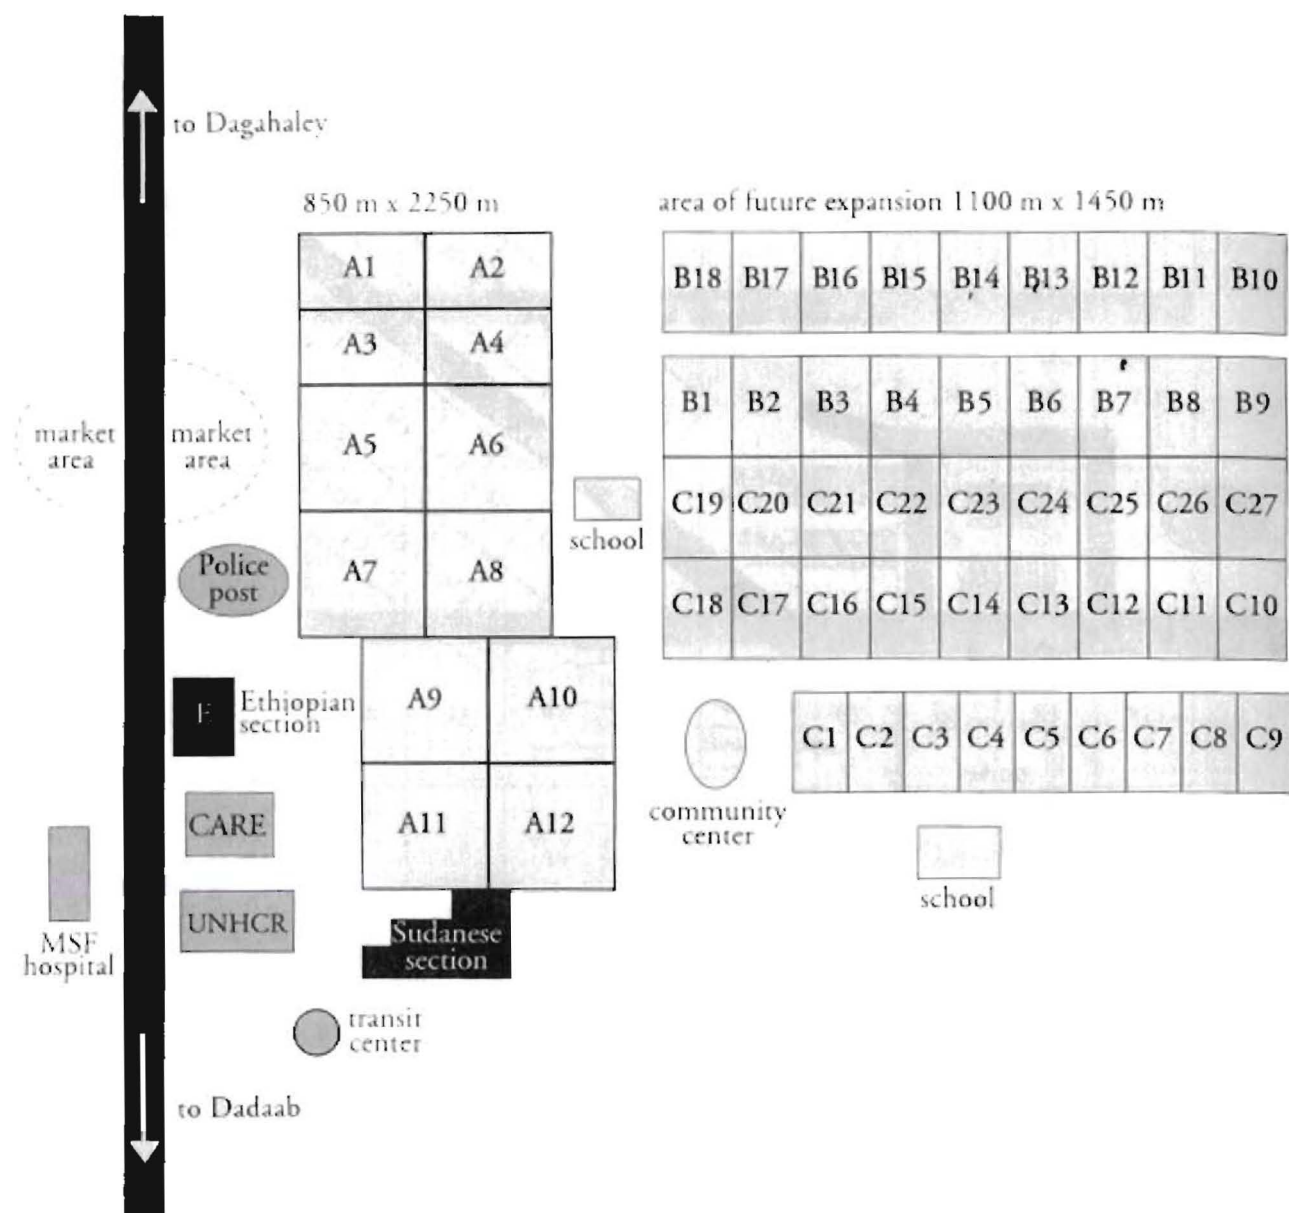 to Dagahaley
850 m x 2250 m
area of future expansion 1100 m x 1450 m
A1 A2
A3 A4
A5 A6
A7 A8
A9 A10
A11 A12
B18 B17 B16 B15 B14 B13 B12 B11 B10
B1 B2 B3 B4 B5 B6 B7 B8 B9
C19 C20 C21 C22 C23 C24 C25 C26 C27
C18 C17 C16 C15 C14 C13 C12 C11 C10
C1 C2 C3 C4 C5 C6 C7 C8 C9
market
area
market
area
school
Police
post
E
Ethiopian
section
CARE
UNHCR
MSF
hospital
Sudanese
section
community
center
school
transit
center
to Dadaab